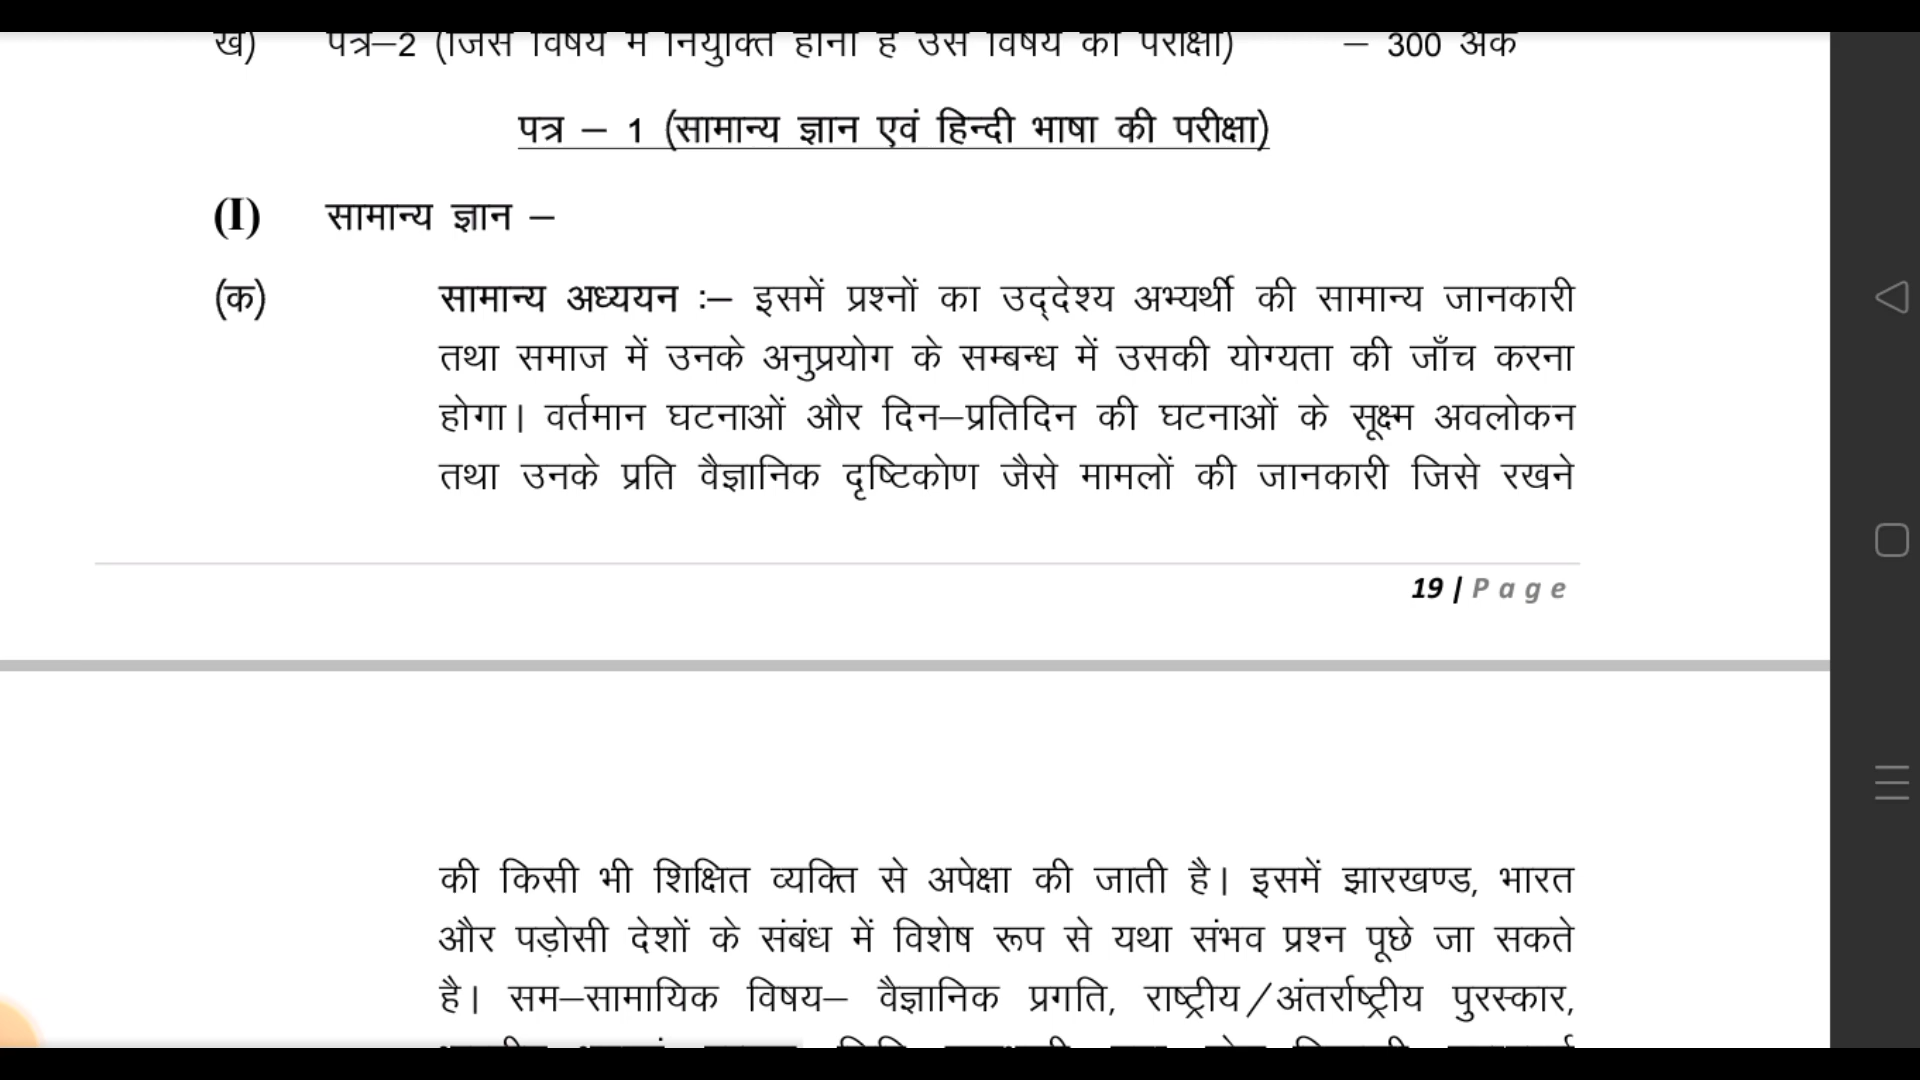 ख) पत्र–2 (जिस विषय में नियुक्ति होनी है उस विषय की परीक्षा) – 300 अंक
पत्र – 1 (सामान्य ज्ञान एवं हिन्दी भाषा की परीक्षा)
(I) सामान्य ज्ञान –
(क) सामान्य अध्ययन :– इसमें प्रश्नों का उद्देश्य अभ्यर्थी की सामान्य जानकारी
तथा समाज में उनके अनुप्रयोग के सम्बन्ध में उसकी योग्यता की जाँच करना
होगा। वर्तमान घटनाओं और दिन–प्रतिदिन की घटनाओं के सूक्ष्म अवलोकन
तथा उनके प्रति वैज्ञानिक दृष्टिकोण जैसे मामलों की जानकारी जिसे रखने
19 | Page
की किसी भी शिक्षित व्यक्ति से अपेक्षा की जाती है। इसमें झारखण्ड, भारत
और पड़ोसी देशों के संबंध में विशेष रूप से यथा संभव प्रश्न पूछे जा सकते
है। सम–सामायिक विषय– वैज्ञानिक प्रगति, राष्ट्रीय/अंतर्राष्ट्रीय पुरस्कार,